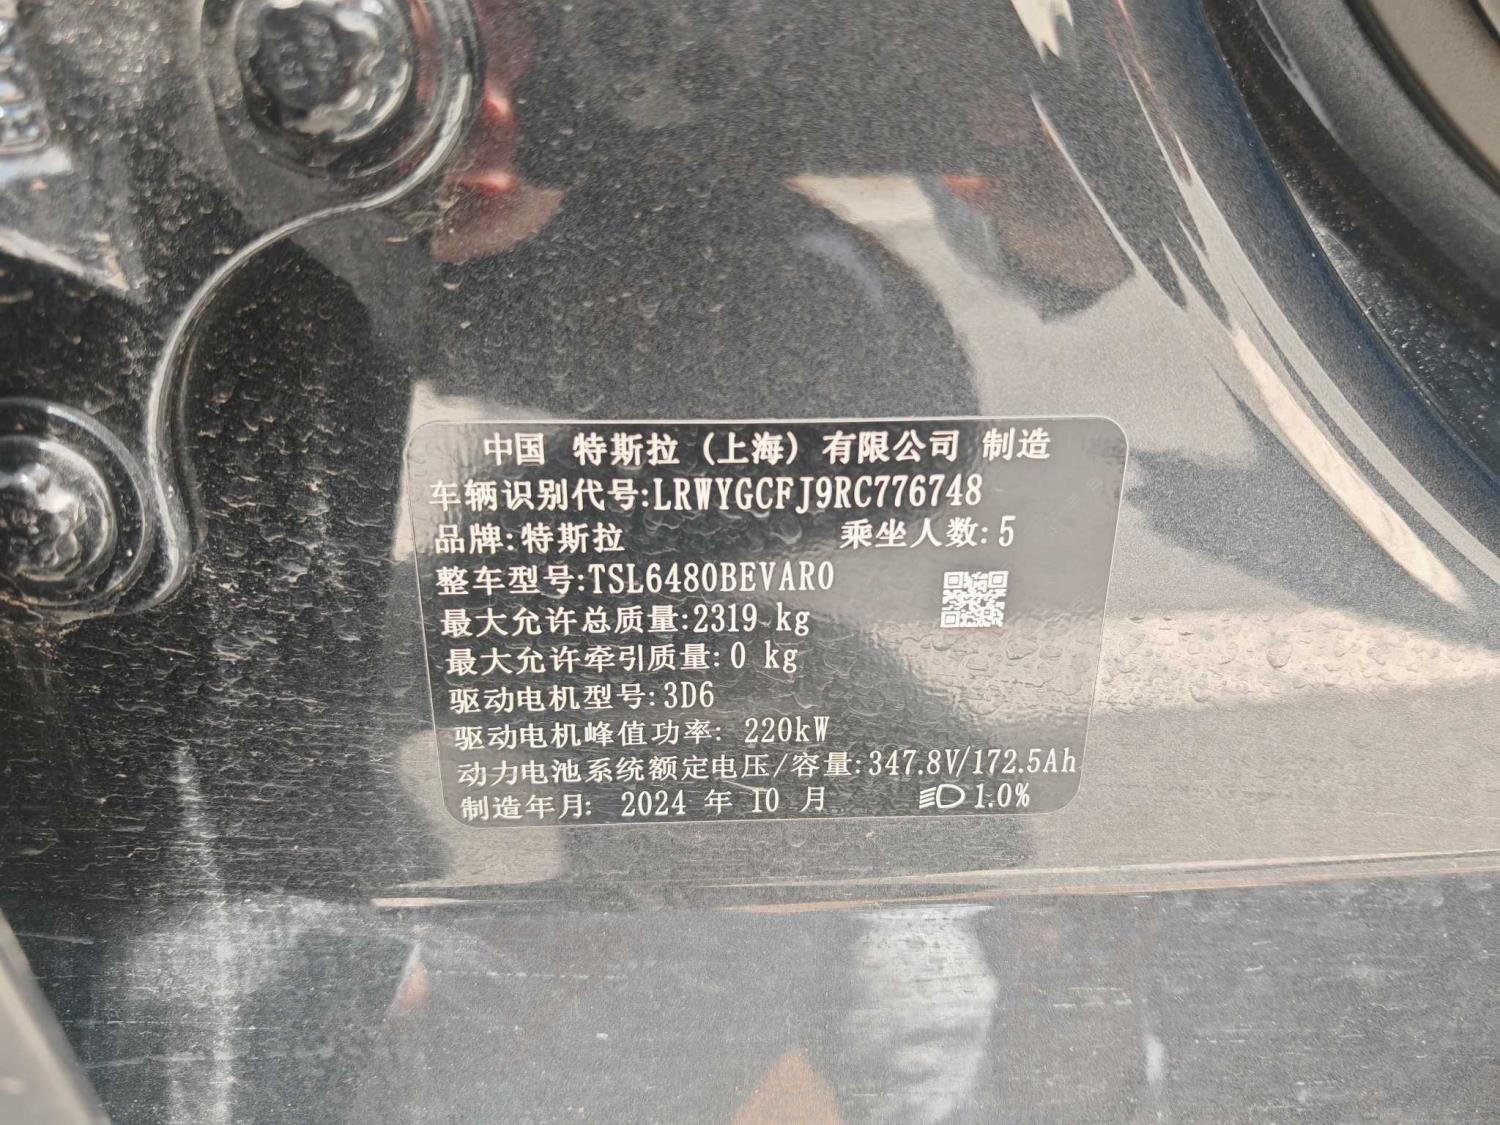 中国 特斯拉（上海）有限公司 制造
车辆识别代号:LRWYGCFJ9RC776748
品牌:特斯拉 乘坐人数:5
整车型号:TSL6480BEVAR0
最大允许总质量:2319 kg
最大允许牵引质量:0 kg
驱动电机型号:3D6
驱动电机峰值功率: 220kW
动力电池系统额定电压/容量:347.8V/172.5Ah
制造年月: 2024 年 10 月 1.0%